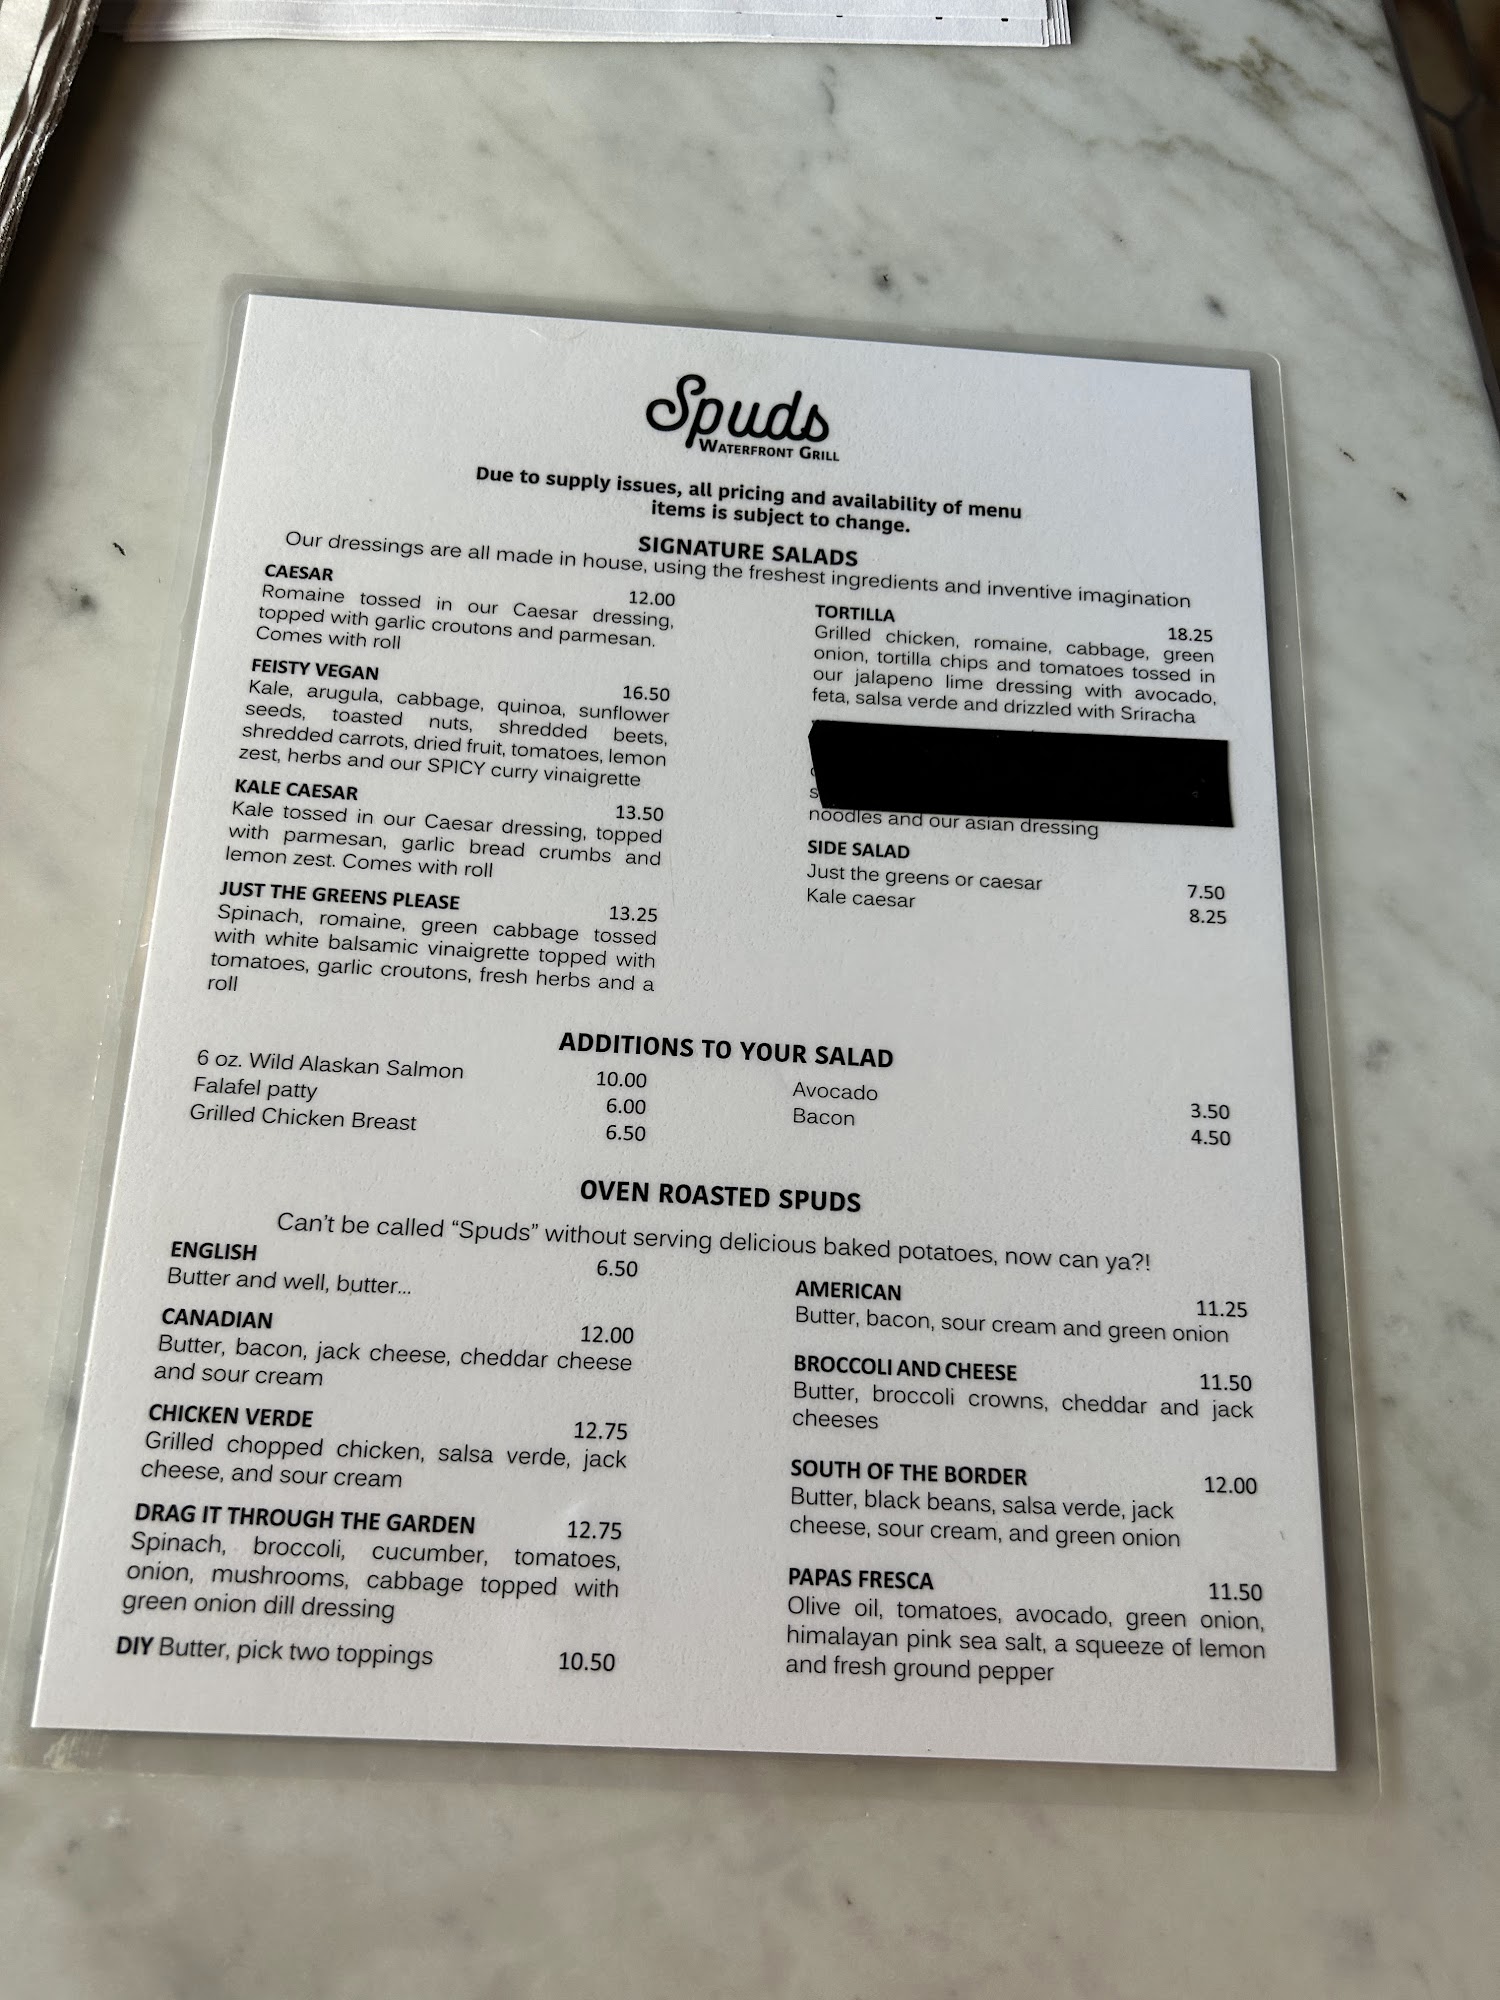 Spuds
WATERFRONT GRILL
Due to supply issues, all pricing and availability of menu
items is subject to change.
SIGNATURE SALADS
Our dressings are all made in house, using the freshest ingredients and inventive imagination
CAESAR 12.00
Romaine tossed in our Caesar dressing,
topped with garlic croutons and parmesan.
Comes with roll
FEISTY VEGAN 16.50
Kale, arugula, cabbage, quinoa, sunflower
seeds, toasted nuts, shredded beets,
shredded carrots, dried fruit, tomatoes, lemon
zest, herbs and our SPICY curry vinaigrette
KALE CAESAR 13.50
Kale tossed in our Caesar dressing, topped
with parmesan, garlic bread crumbs and
lemon zest. Comes with roll
JUST THE GREENS PLEASE 13.25
Spinach, romaine, green cabbage tossed
with white balsamic vinaigrette topped with
tomatoes, garlic croutons, fresh herbs and a
roll
TORTILLA 18.25
Grilled chicken, romaine, cabbage, green
onion, tortilla chips and tomatoes tossed in
our jalapeno lime dressing with avocado,
feta, salsa verde and drizzled with Sriracha
noodles and our asian dressing
SIDE SALAD
Just the greens or caesar 7.50
Kale caesar 8.25
ADDITIONS TO YOUR SALAD
6 oz. Wild Alaskan Salmon 10.00
Falafel patty 6.00
Grilled Chicken Breast 6.50
Avocado 3.50
Bacon 4.50
OVEN ROASTED SPUDS
Can't be called “Spuds” without serving delicious baked potatoes, now can ya?!
ENGLISH 6.50
Butter and well, butter...
CANADIAN 12.00
Butter, bacon, jack cheese, cheddar cheese
and sour cream
CHICKEN VERDE 12.75
Grilled chopped chicken, salsa verde, jack
cheese, and sour cream
DRAG IT THROUGH THE GARDEN 12.75
Spinach, broccoli, cucumber, tomatoes,
onion, mushrooms, cabbage topped with
green onion dill dressing
DIY Butter, pick two toppings 10.50
AMERICAN 11.25
Butter, bacon, sour cream and green onion
BROCCOLI AND CHEESE 11.50
Butter, broccoli crowns, cheddar and jack
cheeses
SOUTH OF THE BORDER 12.00
Butter, black beans, salsa verde, jack
cheese, sour cream, and green onion
PAPAS FRESCA 11.50
Olive oil, tomatoes, avocado, green onion,
himalayan pink sea salt, a squeeze of lemon
and fresh ground pepper